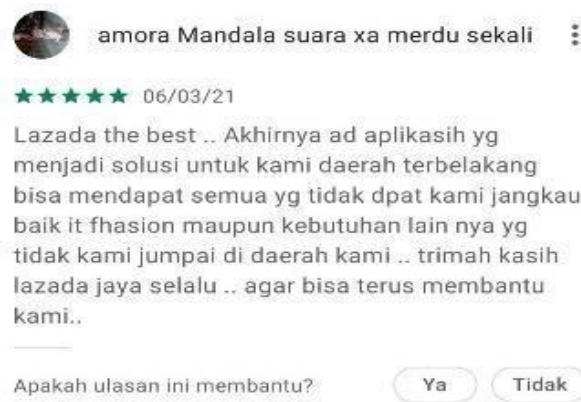 amora Mandala suara xa merdu sekali
06/03/21
Lazada the best .. Akhirnya ad aplikasih yg
menjadi solusi untuk kami daerah terbelakang
bisa mendapat semua yg tidak dpat kami jangkau
baik it fhasion maupun kebutuhan lain nya yg
tidak kami jumpai di daerah kami .. trimah kasih
lazada jaya selalu .. agar bisa terus membantu
kami..
Apakah ulasan ini membantu? Ya Tidak